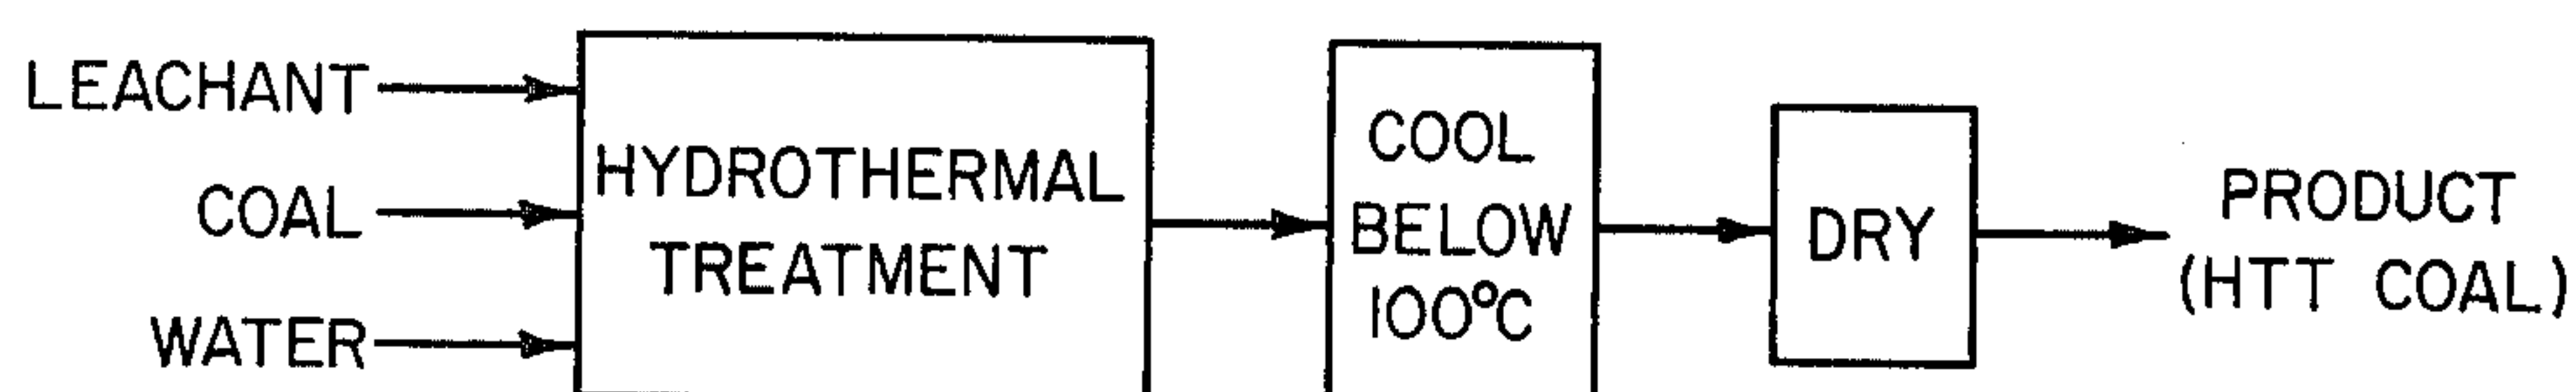 LEACHANT
COAL
WATER
HYDROTHERMAL
TREATMENT
COOL
BELOW
100°C
DRY
PRODUCT
(HTT COAL)